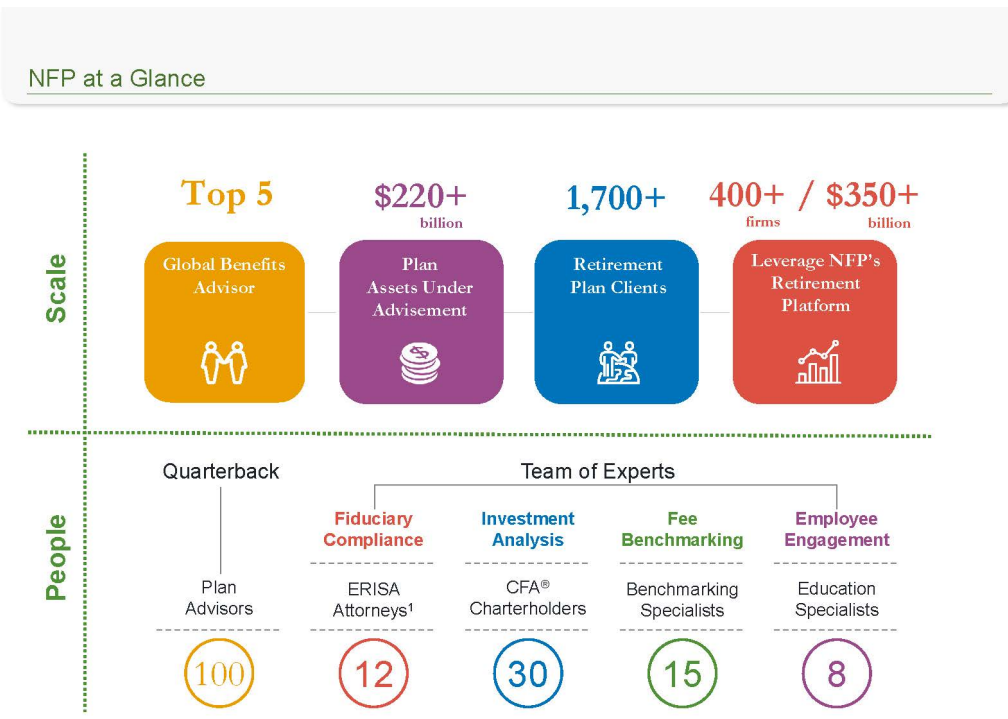 NFP at a Glance
Scale
Top 5
Global Benefits
Advisor
$220+
billion
Plan
Assets Under
Advisement
1,700+
Retirement
Plan Clients
400+ / $350+
firms billion
Leverage NFP's
Retirement
Platform
People
Quarterback
Plan
Advisors
100
Team of Experts
Fiduciary
Compliance
ERISA
Attorneys¹
12
Investment
Analysis
CFA®
Charterholders
30
Fee
Benchmarking
Benchmarking
Specialists
15
Employee
Engagement
Education
Specialists
8